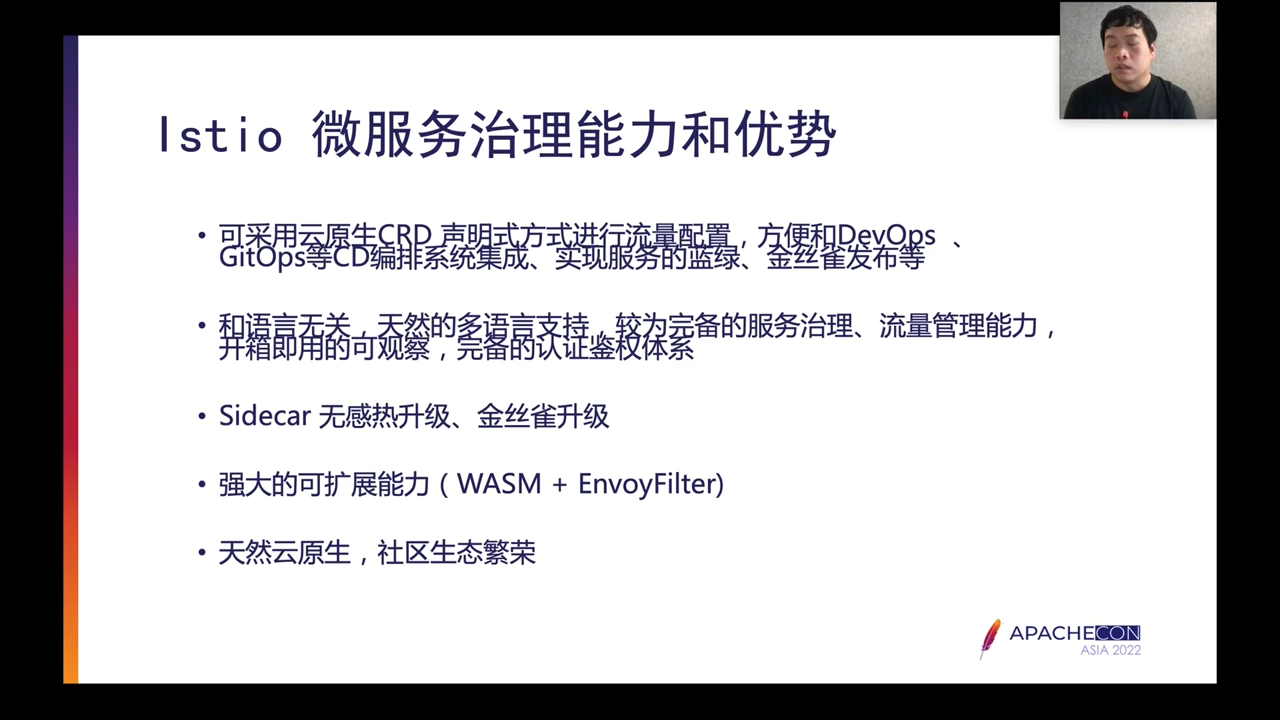 Istio 微服务治理能力和优势
• 可采用云原生CRD 声明式方式进行流量配置，方便和DevOps 、
GitOps等CD编排系统集成、实现服务的蓝绿、金丝雀发布等
• 和语言无关，天然的多语言支持，较为完备的服务治理、流量管理能力，
开箱即用的可观察，完备的认证鉴权体系
• Sidecar 无感热升级、金丝雀升级
• 强大的可扩展能力（WASM + EnvoyFilter)
• 天然云原生，社区生态繁荣
APACHECON
ASIA 2022